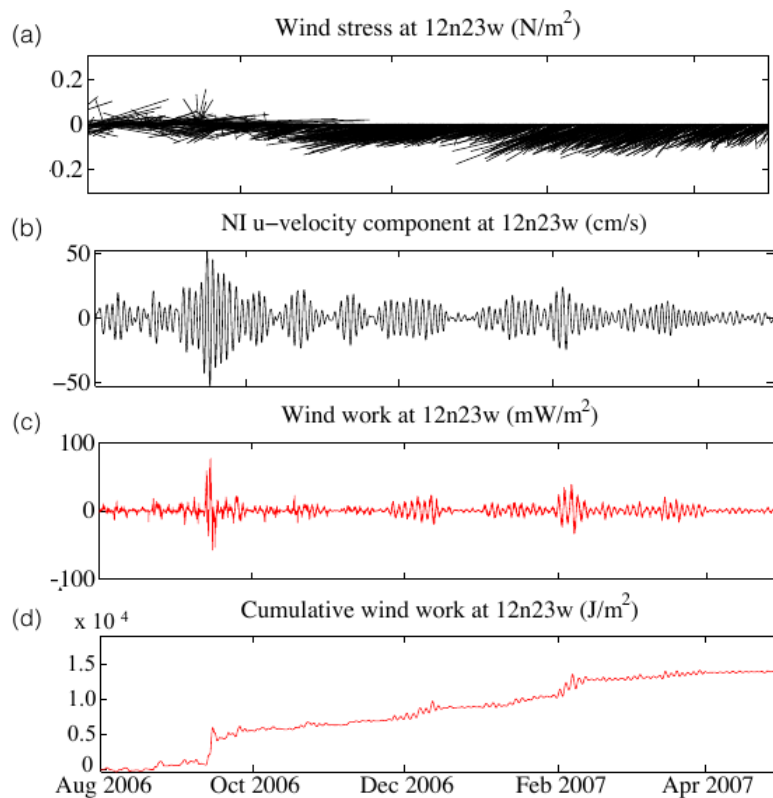 (a)
Wind stress at 12n23w (N/m²)
0.2
0
0.2
(b)
NI u−velocity component at 12n23w (cm/s)
50
0
−50
(c)
Wind work at 12n23w (mW/m²)
100
0
-100
(d)
Cumulative wind work at 12n23w (J/m²)
x 10⁴
1.5
1.0
0.5
0
Aug 2006 Oct 2006 Dec 2006 Feb 2007 Apr 2007